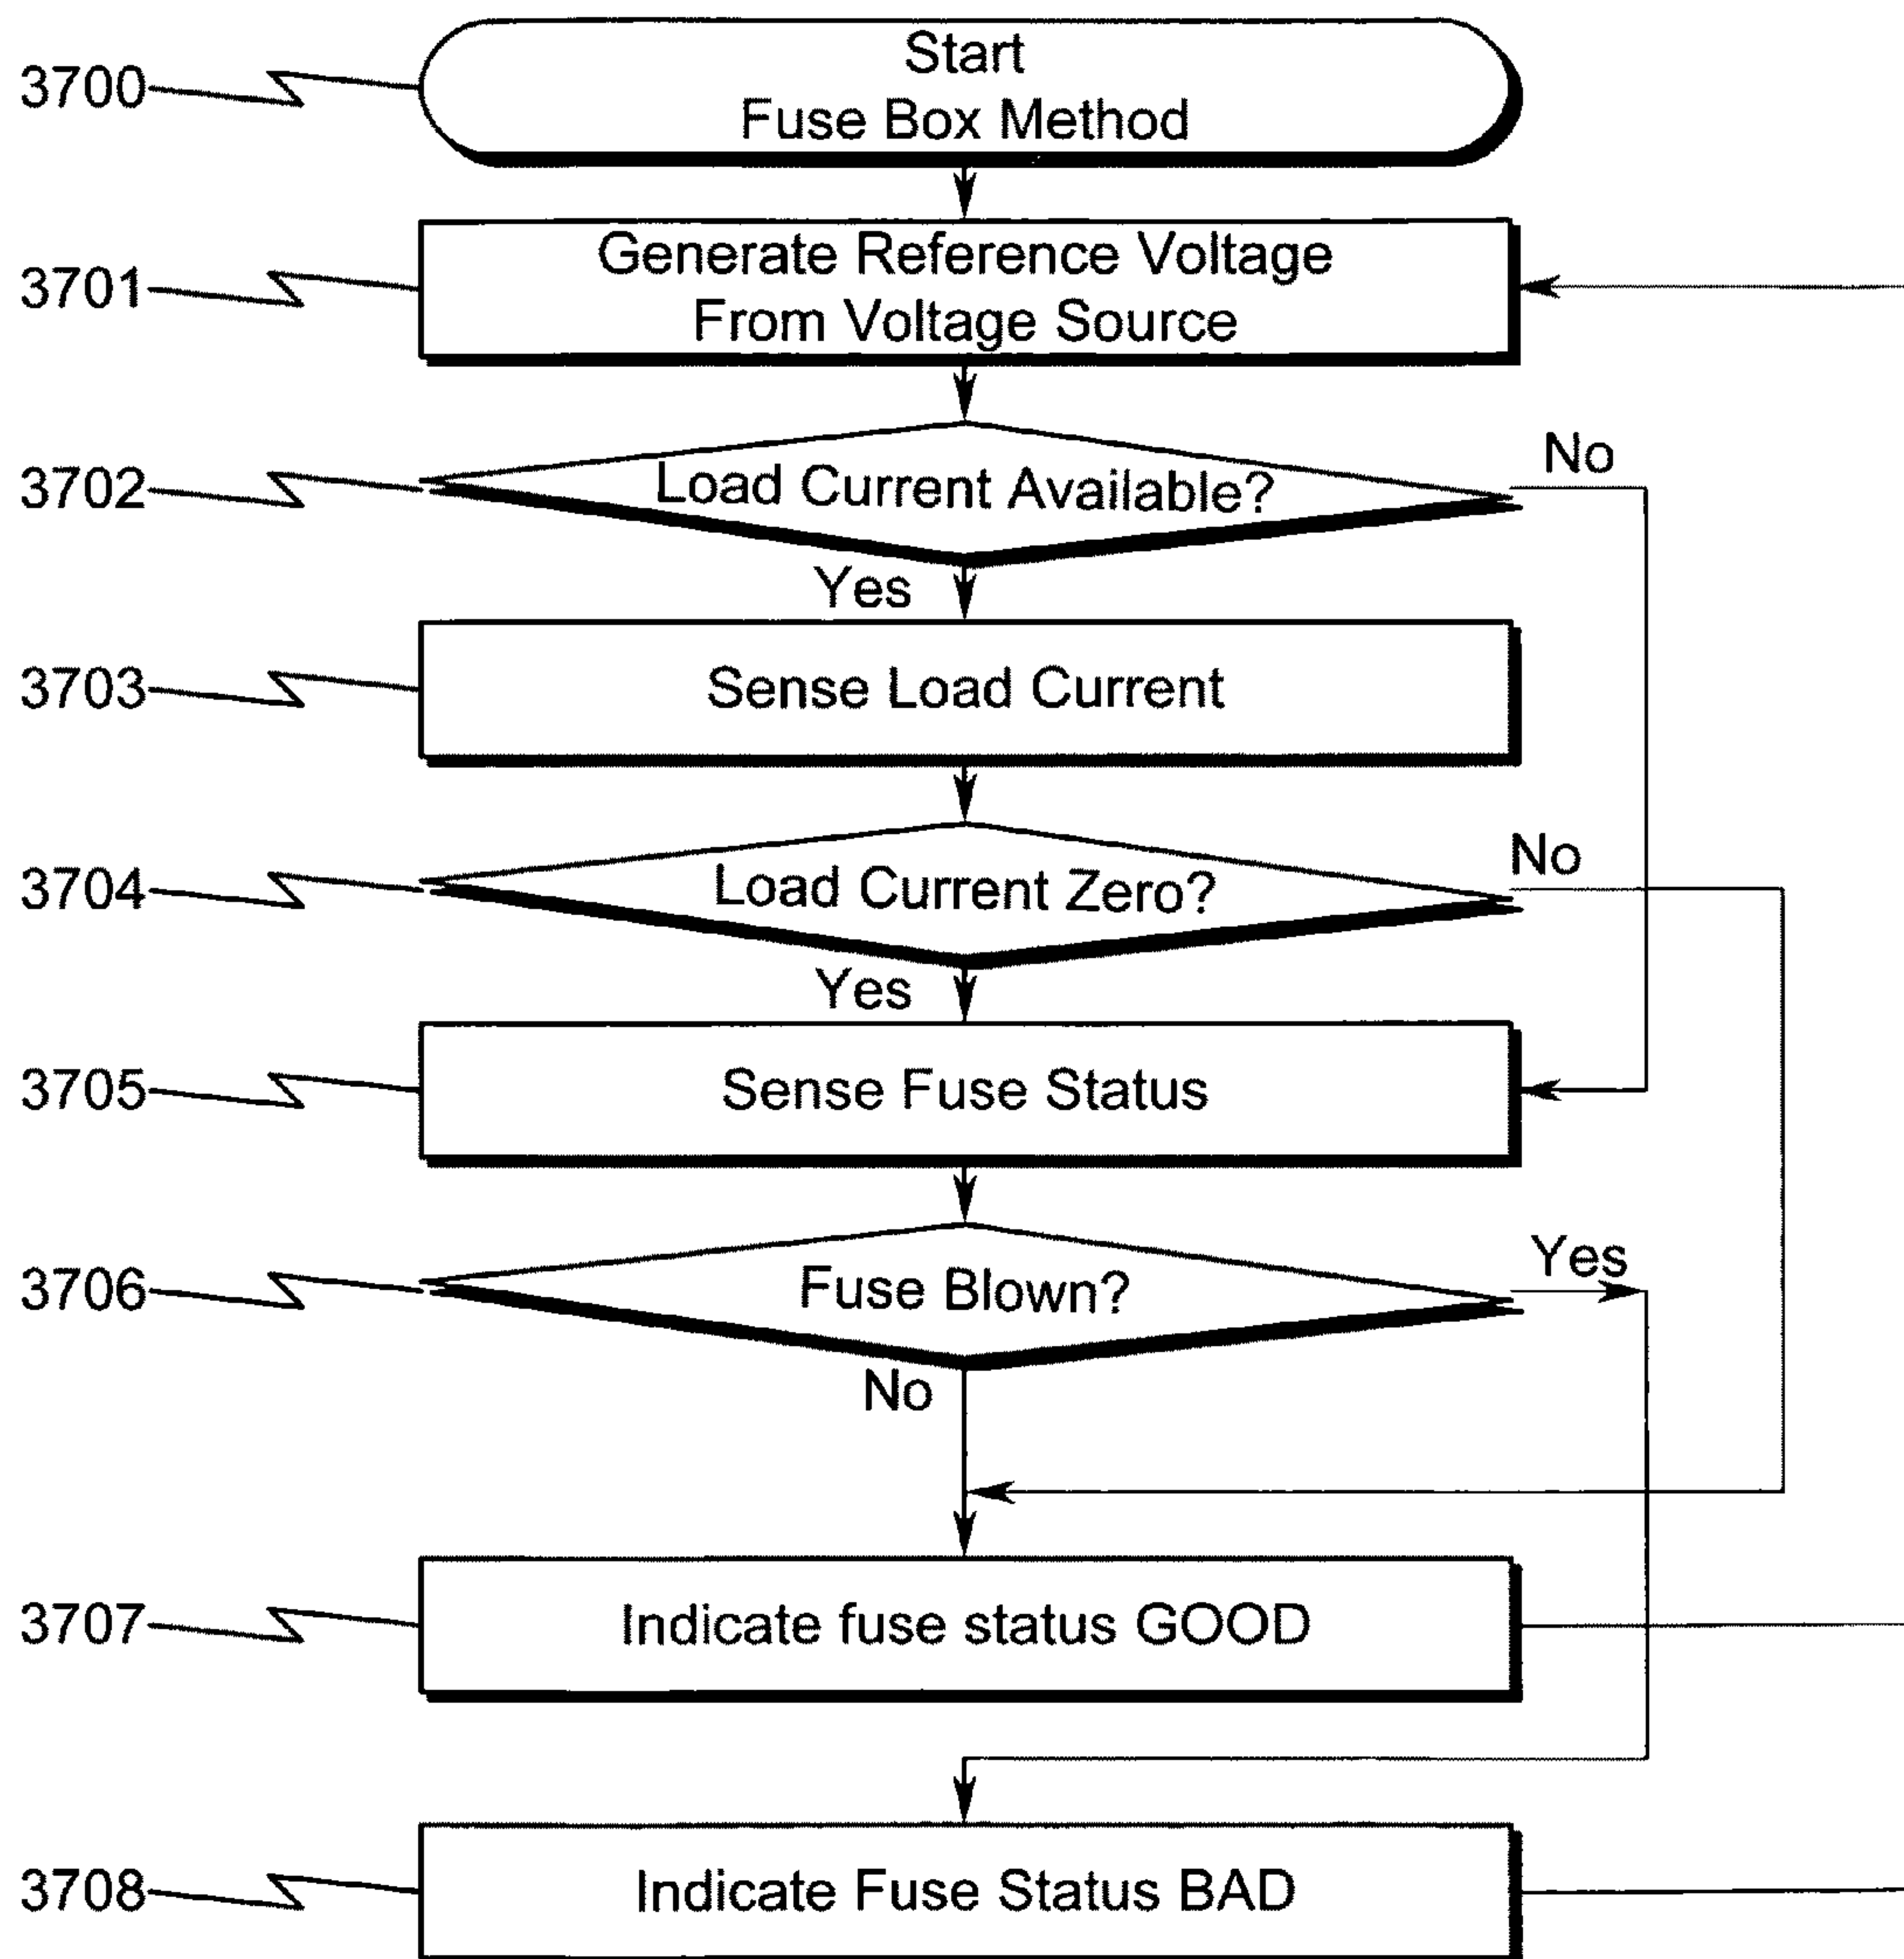 3700
Start
Fuse Box Method
3701
Generate Reference Voltage
From Voltage Source
3702
Load Current Available?
No
Yes
3703
Sense Load Current
3704
Load Current Zero?
No
Yes
3705
Sense Fuse Status
3706
Fuse Blown?
Yes
No
3707
Indicate fuse status GOOD
3708
Indicate Fuse Status BAD